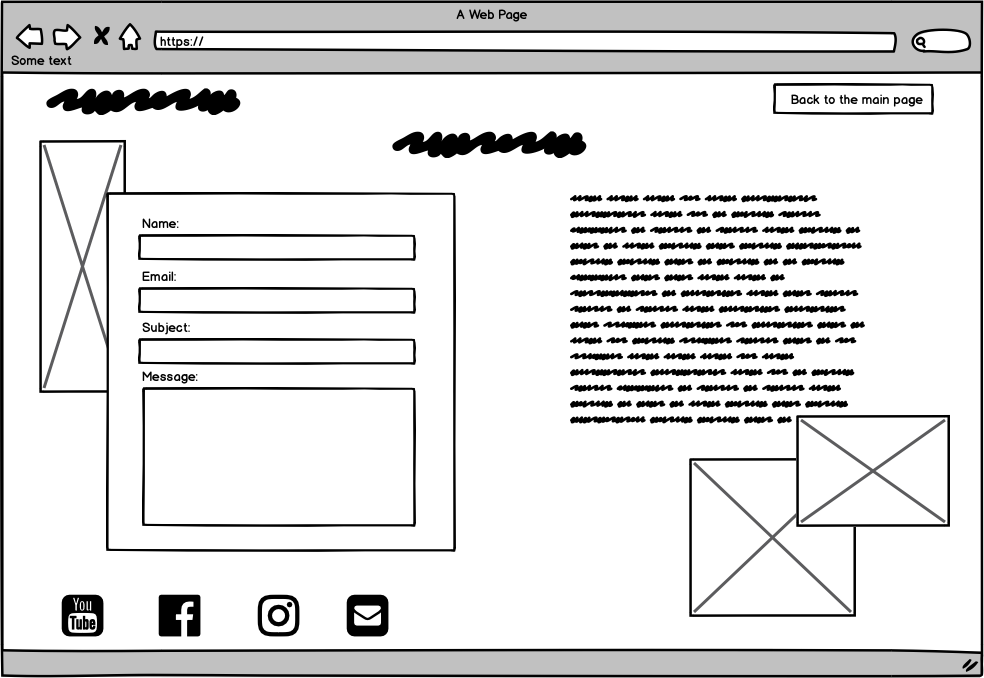 A Web Page
https://
Some text
Back to the main page
Name:
Email:
Subject:
Message:
You
Tube